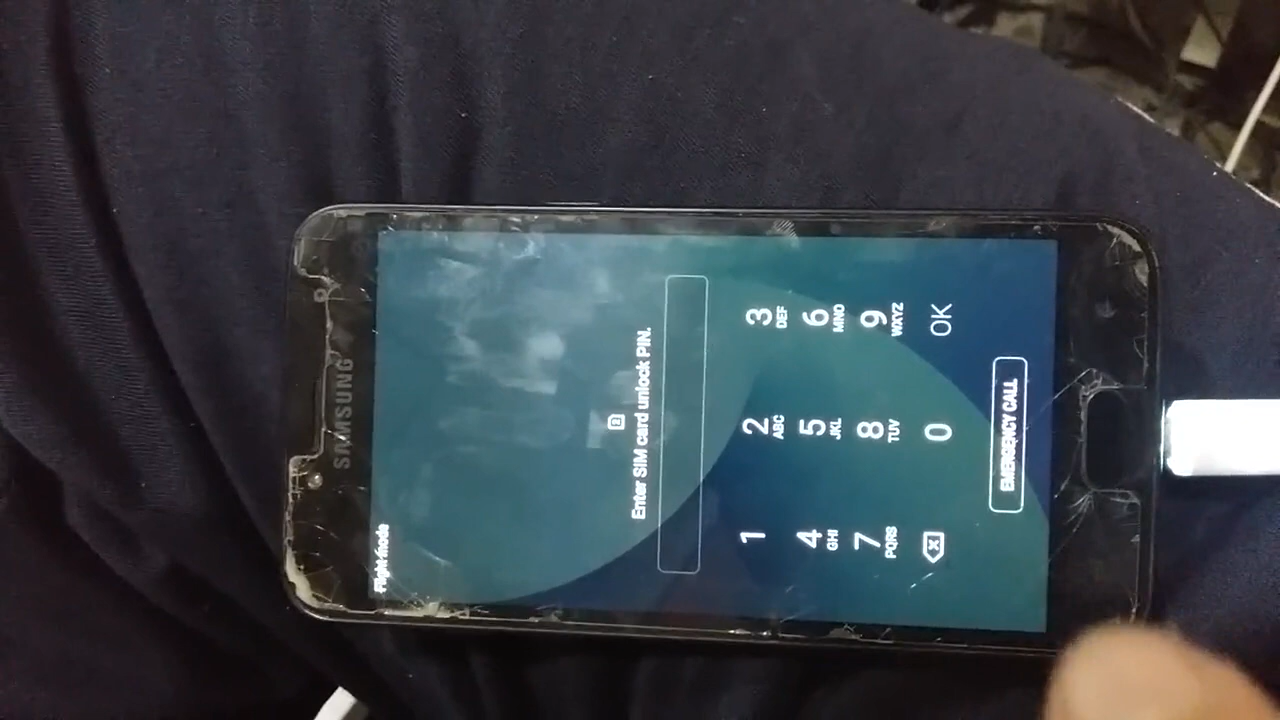 SAMSUNG
Flight mode
2
Enter SIM card unlock PIN.
1 2 ABC 3 DEF
4 GHI 5 JKL 6 MNO
7 PQRS 8 TUV 9 WXYZ
0 OK
EMERGENCY CALL